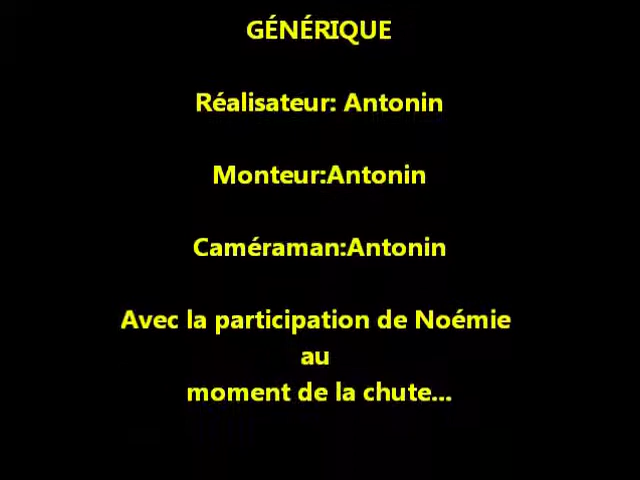 GÉNÉRIQUE
Réalisateur: Antonin
Monteur:Antonin
Caméraman:Antonin
Avec la participation de Noémie
au
moment de la chute...